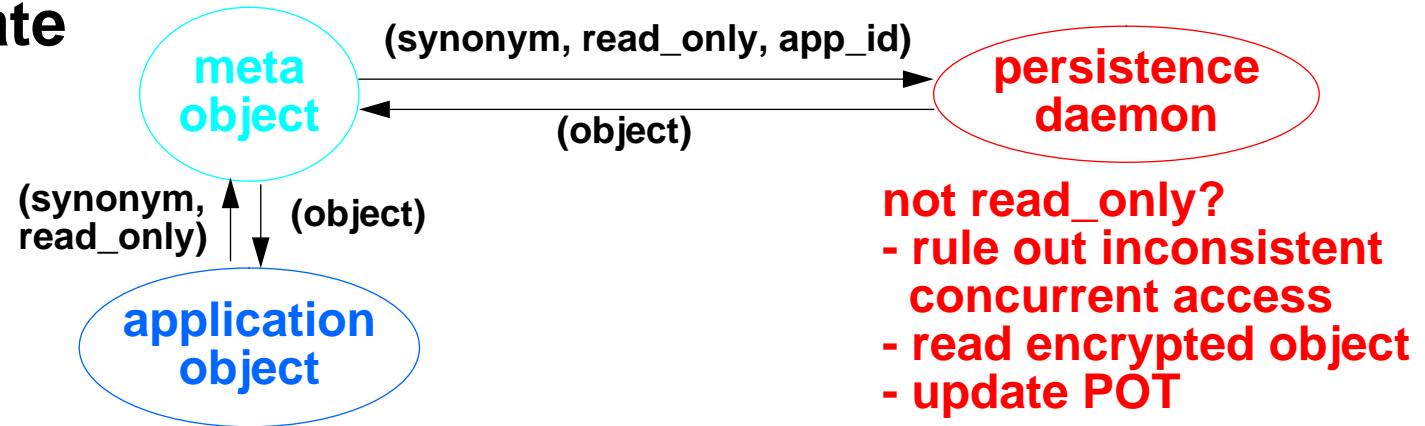 ate
(synonym, read_only, app_id)
meta
object
persistence
daemon
(object)
(synonym,
read_only)
(object)
not read_only?
- rule out inconsistent
concurrent access
- read encrypted object
- update POT
application
object